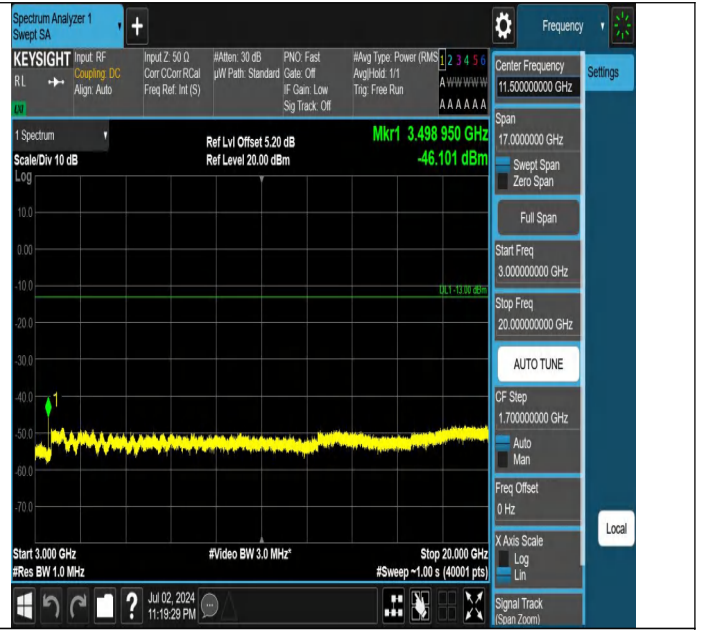 Spectrum Analyzer 1
Swept SA
Frequency
KEYSIGHT
RL
LXI
Input: RF
Coupling: DC
Align: Auto
Input Z: 50 Ω
Corr CCorr RCal
Freq Ref: Int (S)
#Atten: 30 dB
µW Path: Standard
PNO: Fast
Gate: Off
IF Gain: Low
Sig Track: Off
#Avg Type: Power (RMS
Avg|Hold: 1/1
Trig: Free Run
1 2 3 4 5 6
A W W W W W
A A A A A A
1 Spectrum
Scale/Div 10 dB
Log
Ref Lvl Offset 5.20 dB
Ref Level 20.00 dBm
Mkr1 3.498 950 GHz
-46.101 dBm
10.0
0.00
-10.0
DL1 -13.00 dBm
-20.0
-30.0
-40.0
1
-50.0
-60.0
-70.0
Start 3.000 GHz
#Res BW 1.0 MHz
#Video BW 3.0 MHz*
Stop 20.000 GHz
#Sweep ~1.00 s (40001 pts)
Jul 02, 2024
11:19:29 PM
Center Frequency
11.500000000 GHz
Settings
Span
17.0000000 GHz
Swept Span
Zero Span
Full Span
Start Freq
3.000000000 GHz
Stop Freq
20.000000000 GHz
AUTO TUNE
CF Step
1.700000000 GHz
Auto
Man
Freq Offset
0 Hz
X Axis Scale
Log
Lin
Local
Signal Track
(Span Zoom)